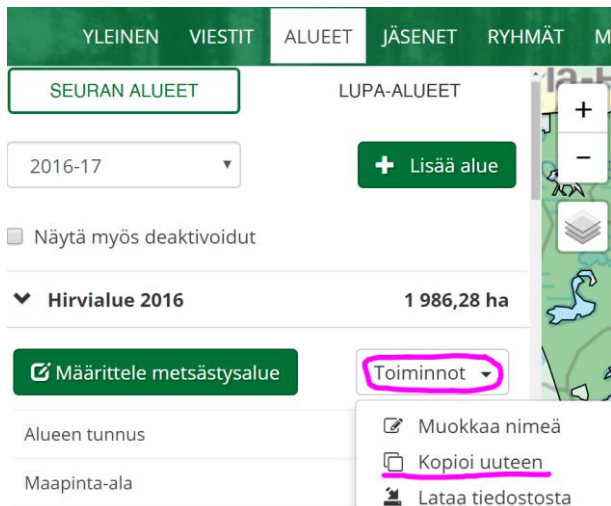 YLEINEN VIESTIT ALUEET JÄSENET RYHMÄT M
SEURAN ALUEET LUPA-ALUEET
2016-17 Lisää alue
+
−
Näytä myös deaktivoidut
Hirvialue 2016 1 986,28 ha
Määrittele metsästysalue Toiminnot
Alueen tunnus Muokkaa nimeä
Kopioi uuteen
Maapinta-ala Lataa tiedostosta